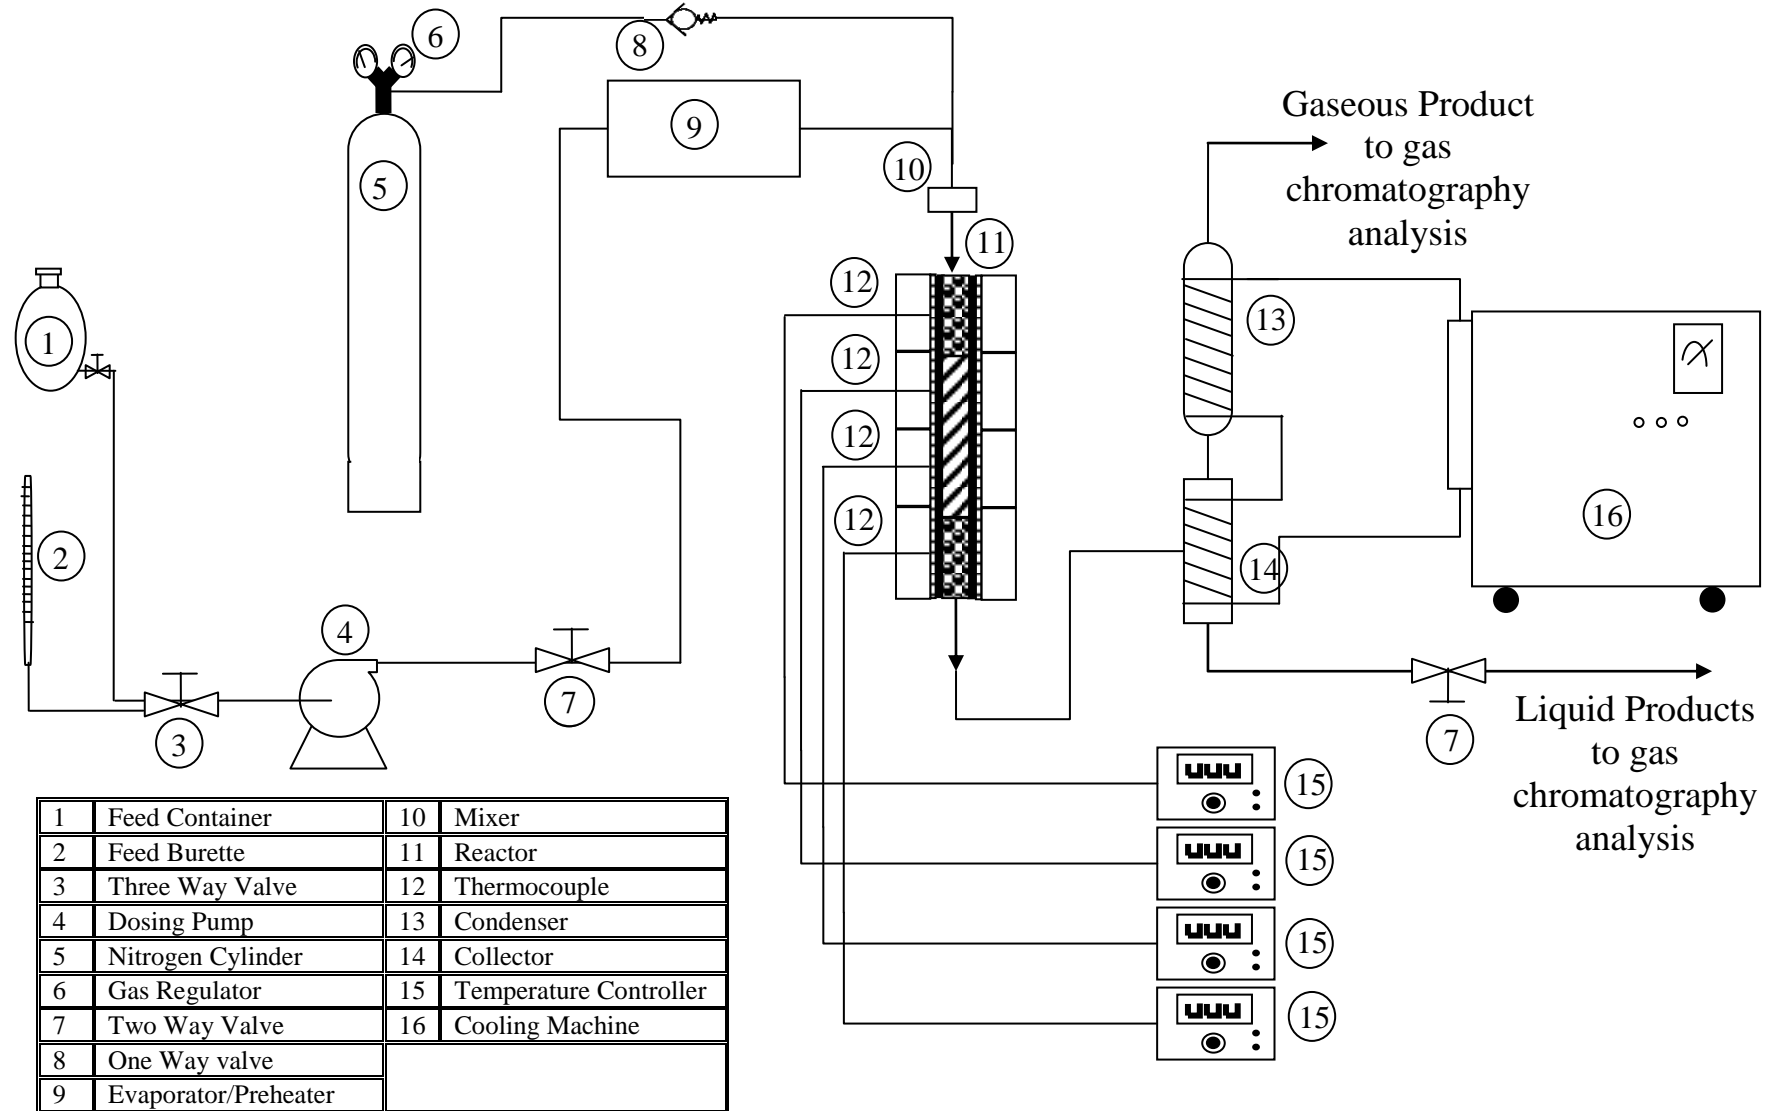 6
8
9
5
10
11
Gaseous Product
to gas
chromatography
analysis
12
12
12
12
13
14
16
1
2
3
4
7
7
Liquid Products
to gas
chromatography
analysis
15
15
15
15
1 Feed Container 10 Mixer
2 Feed Burette 11 Reactor
3 Three Way Valve 12 Thermocouple
4 Dosing Pump 13 Condenser
5 Nitrogen Cylinder 14 Collector
6 Gas Regulator 15 Temperature Controller
7 Two Way Valve 16 Cooling Machine
8 One Way valve
9 Evaporator/Preheater